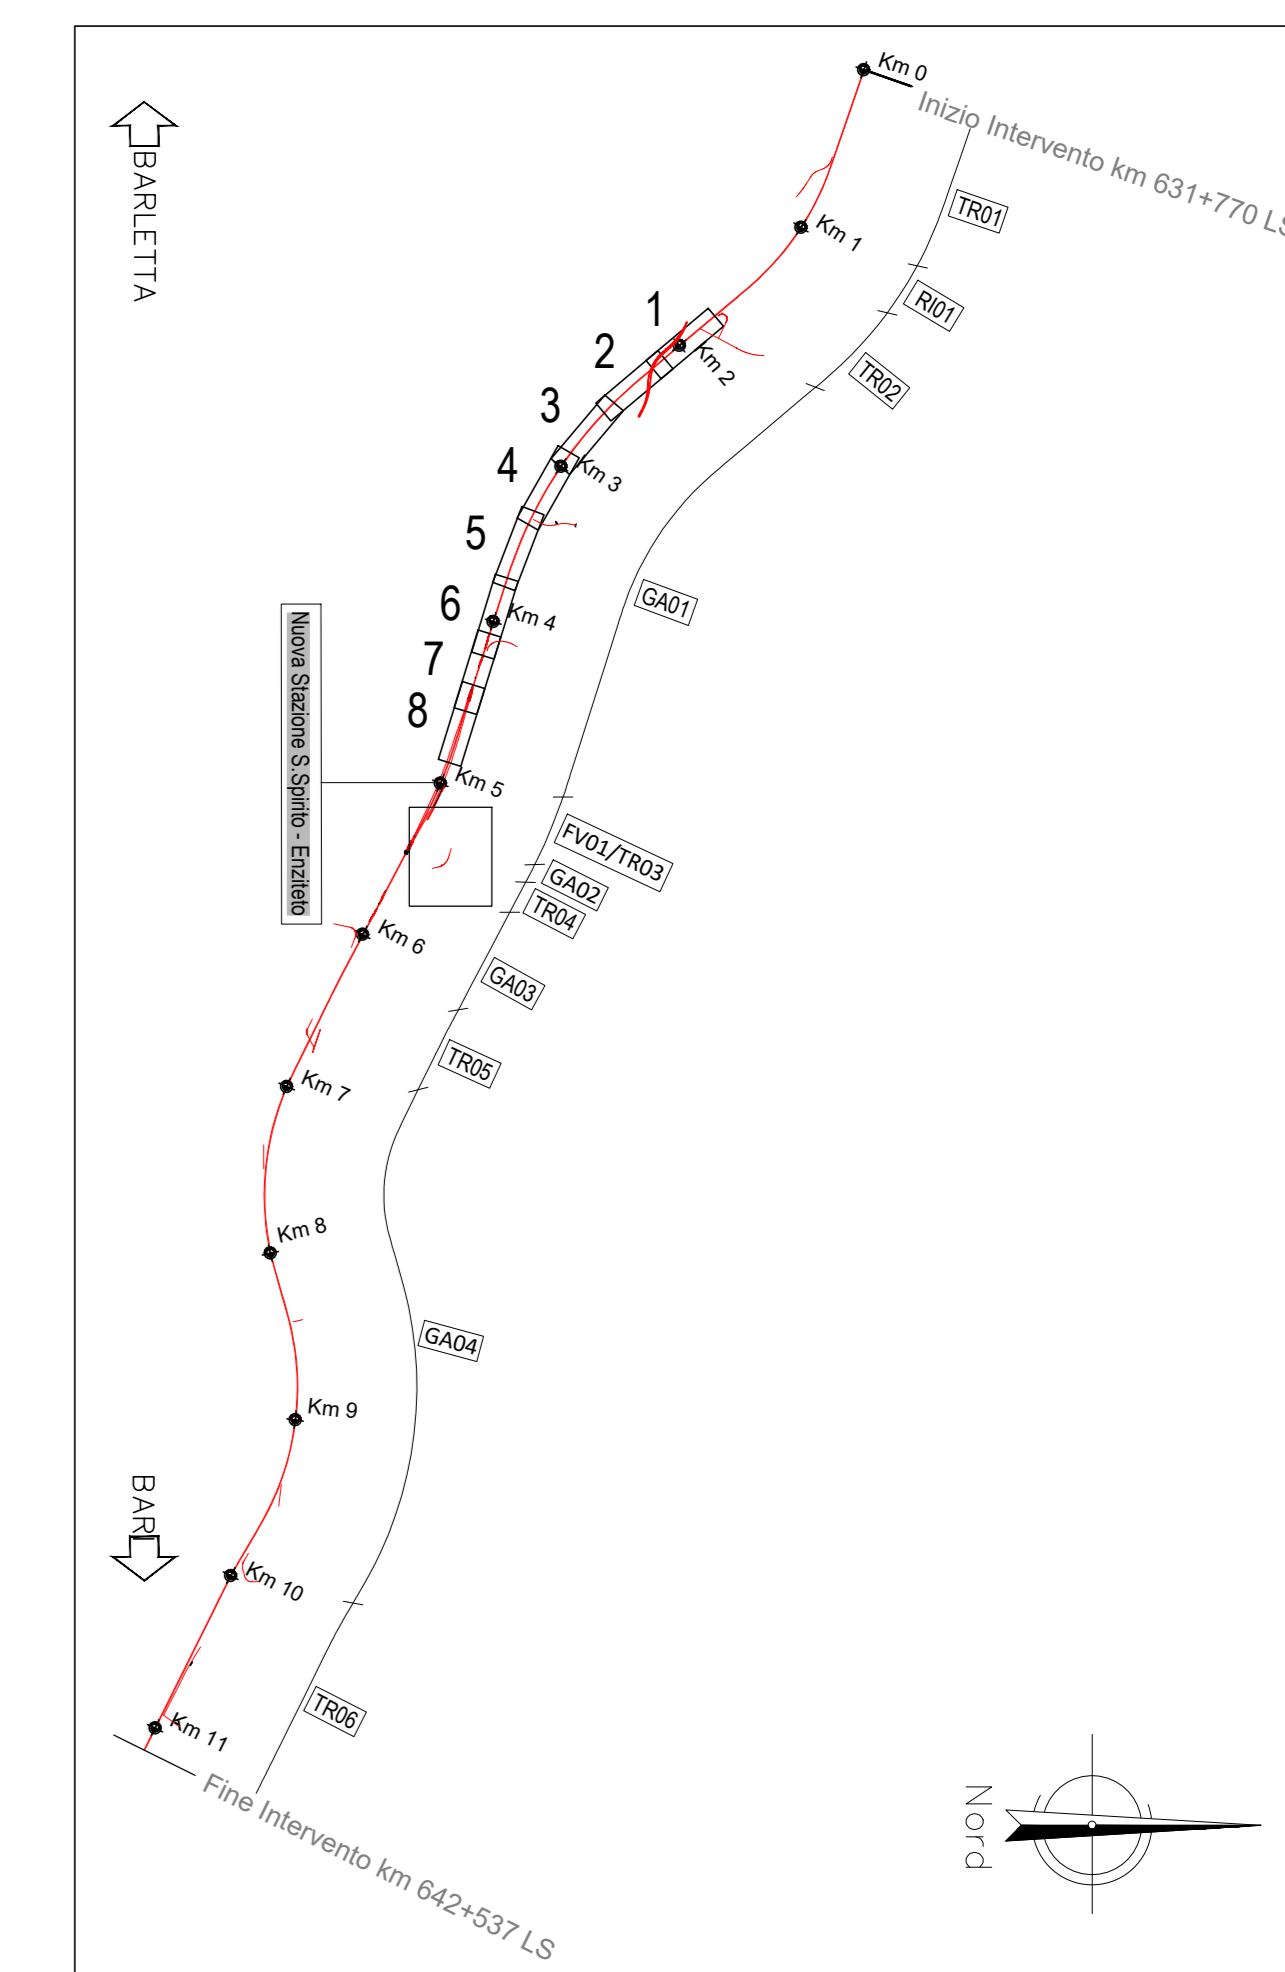 Km 0
Inizio Intervento km 631+770 LS
BARLETTA
TR01
Km 1
RI01
1
Km 2
2
TR02
3
Km 3
4
5
GA01
6
Km 4
7
8
Nuova Stazione S.Spirito - Enziteto
Km 5
FV01/TR03
GA02
TR04
Km 6
GA03
TR05
Km 7
Km 8
GA04
Km 9
BARI
Km 10
TR06
Km 11
Fine Intervento km 642+537 LS
Nord